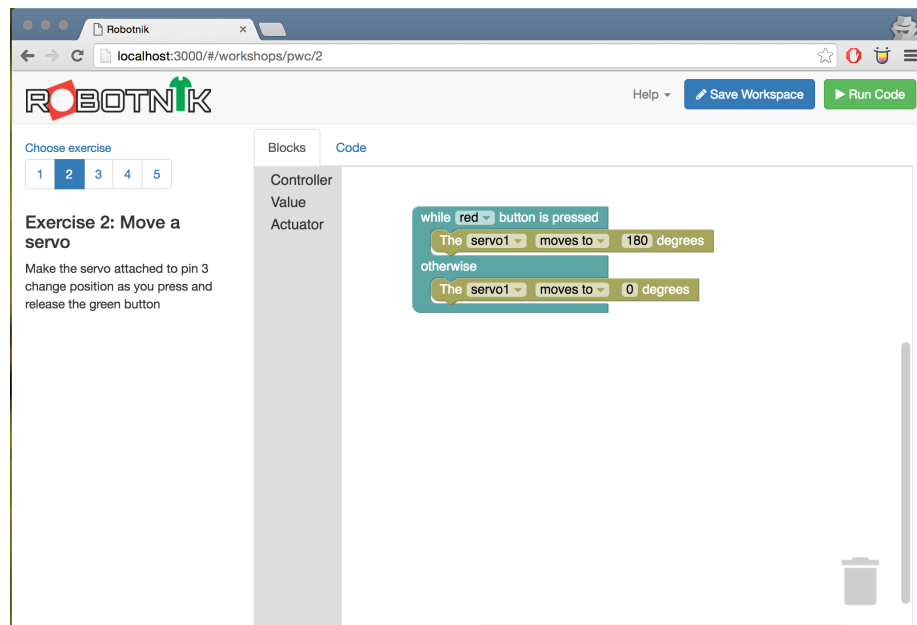 Robotnik
localhost:3000/#/workshops/pwc/2
ROBOTNIK
Help
Save Workspace
Run Code
Choose exercise
1 2 3 4 5
Exercise 2: Move a
servo
Make the servo attached to pin 3
change position as you press and
release the green button
Blocks
Code
Controller
Value
Actuator
while red button is pressed
The servo1 moves to 180 degrees
otherwise
The servo1 moves to 0 degrees